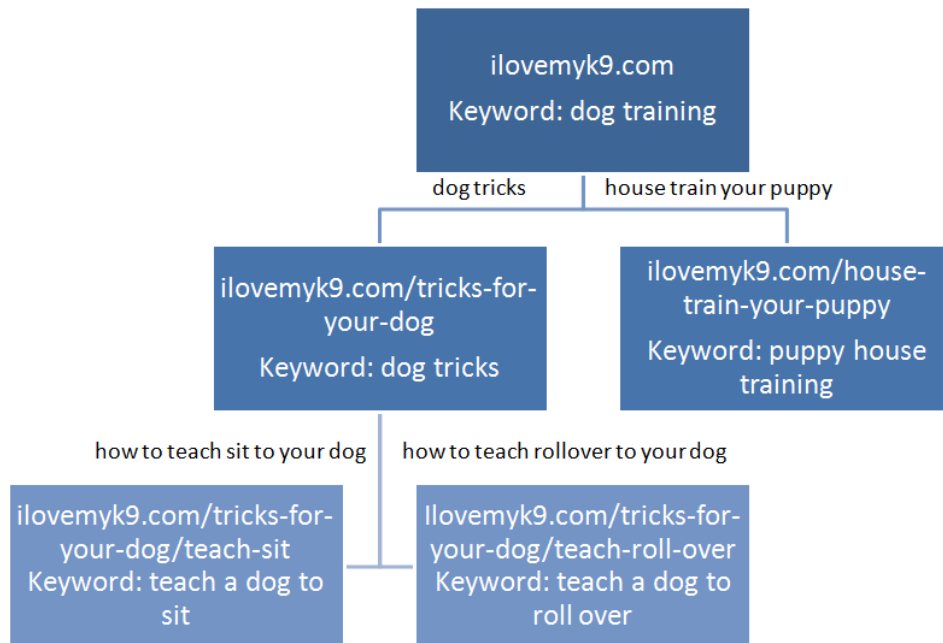 ilovemyk9.com
Keyword: dog training
dog tricks
house train your puppy
ilovemyk9.com/tricks-for-
your-dog
Keyword: dog tricks
ilovemyk9.com/house-
train-your-puppy
Keyword: puppy house
training
how to teach sit to your dog
how to teach rollover to your dog
ilovemyk9.com/tricks-for-
your-dog/teach-sit
Keyword: teach a dog to
sit
Ilovemyk9.com/tricks-for-
your-dog/teach-roll-over
Keyword: teach a dog to
roll over